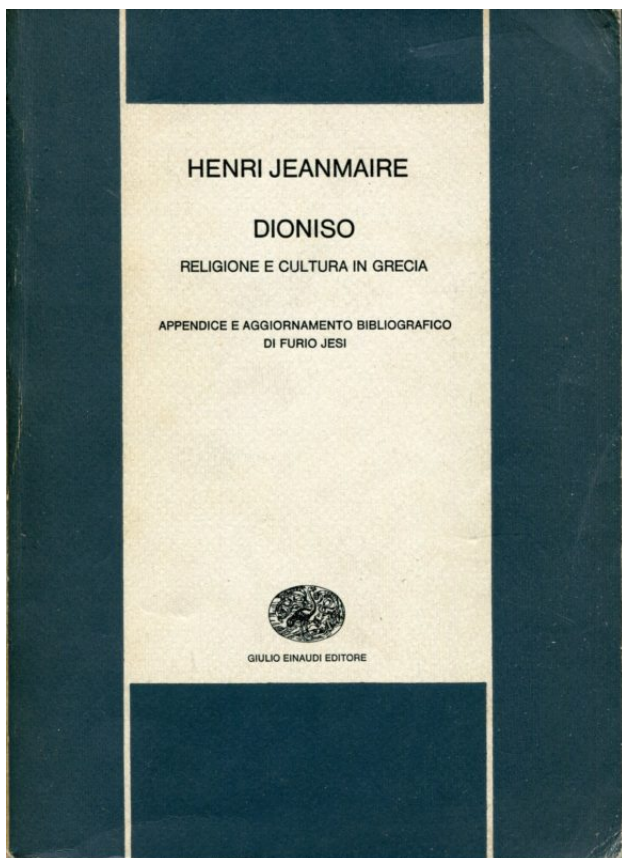 HENRI JEANMAIRE
DIONISO
RELIGIONE E CULTURA IN GRECIA
APPENDICE E AGGIORNAMENTO BIBLIOGRAFICO
DI FURIO JESI
GIULIO EINAUDI EDITORE